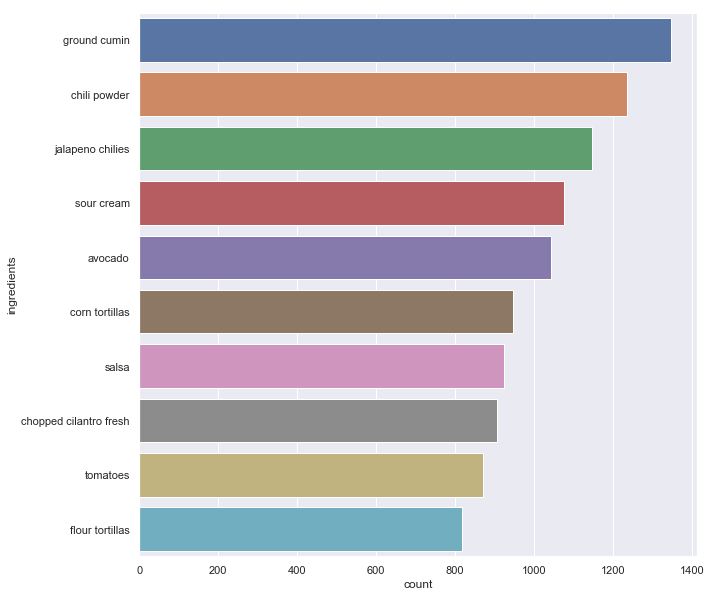 ground cumin
chili powder
jalapeno chilies
sour cream
avocado
corn tortillas
salsa
chopped cilantro fresh
tomatoes
flour tortillas
ingredients
0 200 400 600 800 1000 1200 1400
count